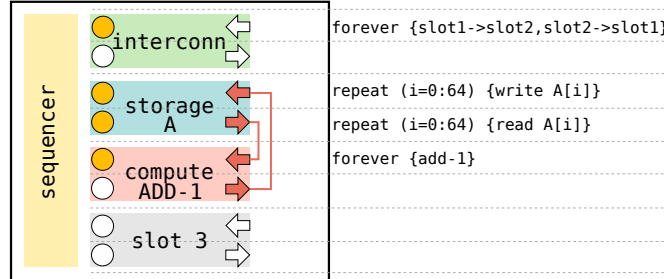 sequencer
interconn
forever {slot1->slot2,slot2->slot1}
storage
A
repeat (i=0:64) {write A[i]}
repeat (i=0:64) {read A[i]}
compute
ADD-1
forever {add-1}
slot 3